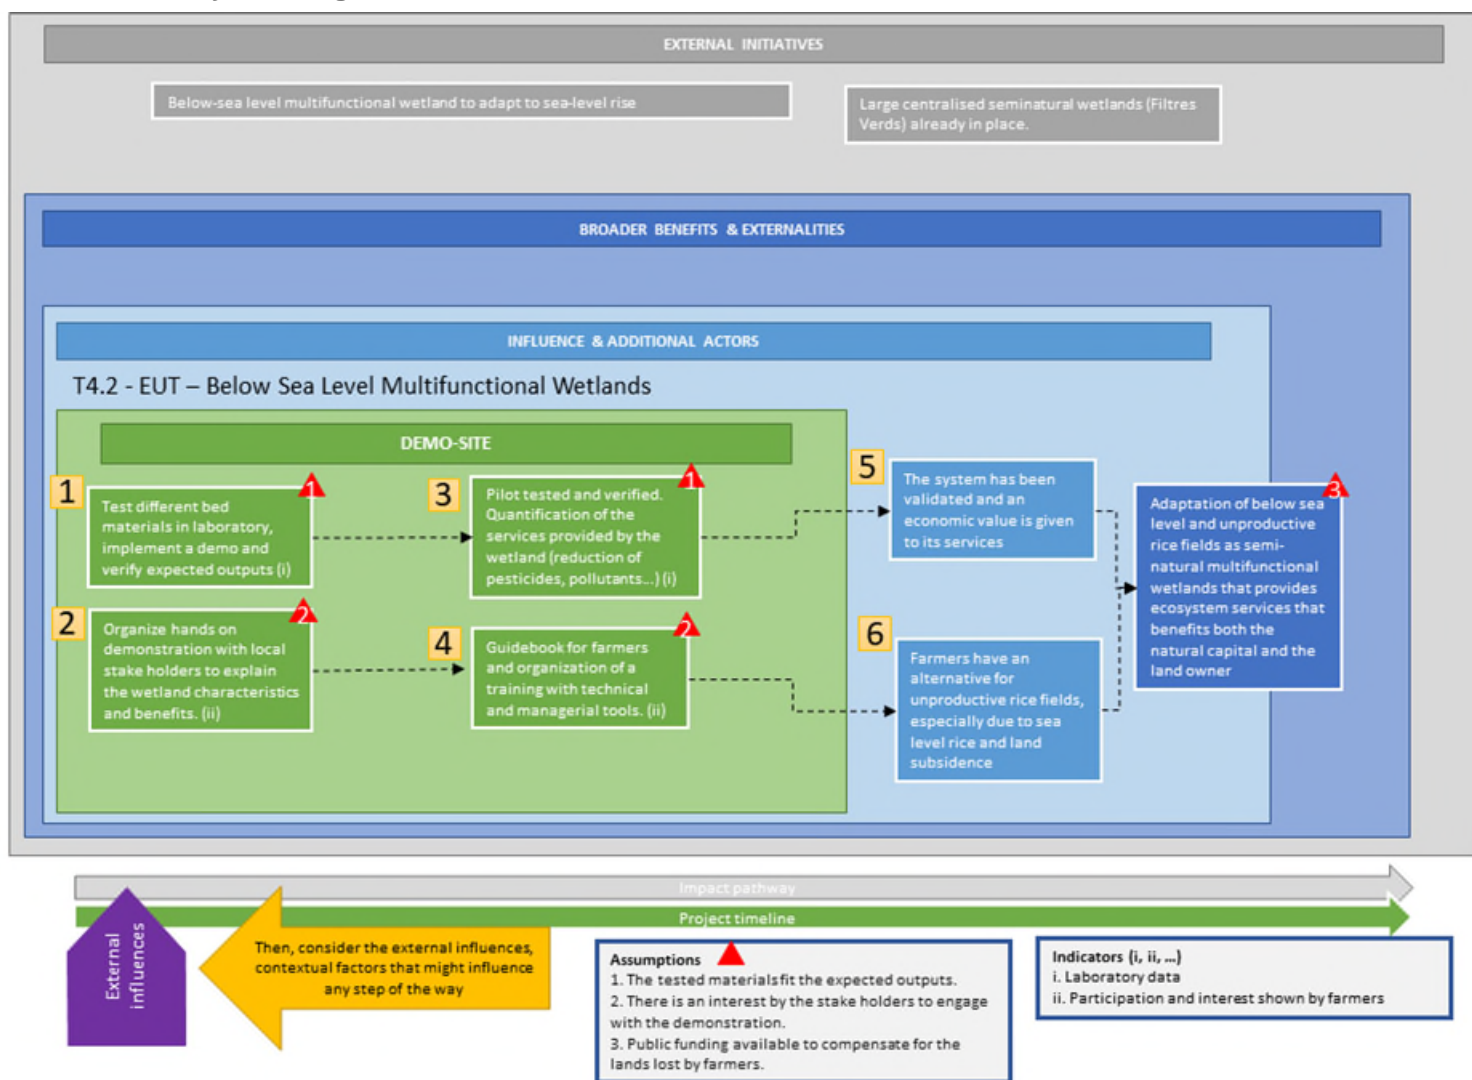 EXTERNAL INITIATIVES
Below-sea level multifunctional wetland to adapt to sea-level rise
Large centralised seminatural wetlands (Filtres
Verds) already in place.
BROADER BENEFITS & EXTERNALITIES
INFLUENCE & ADDITIONAL ACTORS
T4.2 - EUT – Below Sea Level Multifunctional Wetlands
DEMO-SITE
1
1
Test different bed
materials in laboratory,
implement a demo and
verify expected outputs (i)
3
1
Pilot tested and verified.
Quantification of the
services provided by the
wetland (reduction of
pesticides, pollutants...) (i)
5
The system has been
validated and an
economic value is given
to its services
3
Adaptation of below sea
level and unproductive
rice fields as semi-
natural multifunctional
wetlands that provides
ecosystem services that
benefits both the
natural capital and the
land owner
2
2
Organize hands on
demonstration with local
stake holders to explain
the wetland characteristics
and benefits. (ii)
4
2
Guidebook for farmers
and organization of a
training with technical
and managerial tools. (ii)
6
Farmers have an
alternative for
unproductive rice fields,
especially due to sea
level rice and land
subsidence
Impact pathway
Project timeline
External
influences
Then, consider the external influences,
contextual factors that might influence
any step of the way
Assumptions
1. The tested materials fit the expected outputs.
2. There is an interest by the stake holders to engage
with the demonstration.
3. Public funding available to compensate for the
lands lost by farmers.
Indicators (i, ii, ...)
i. Laboratory data
ii. Participation and interest shown by farmers